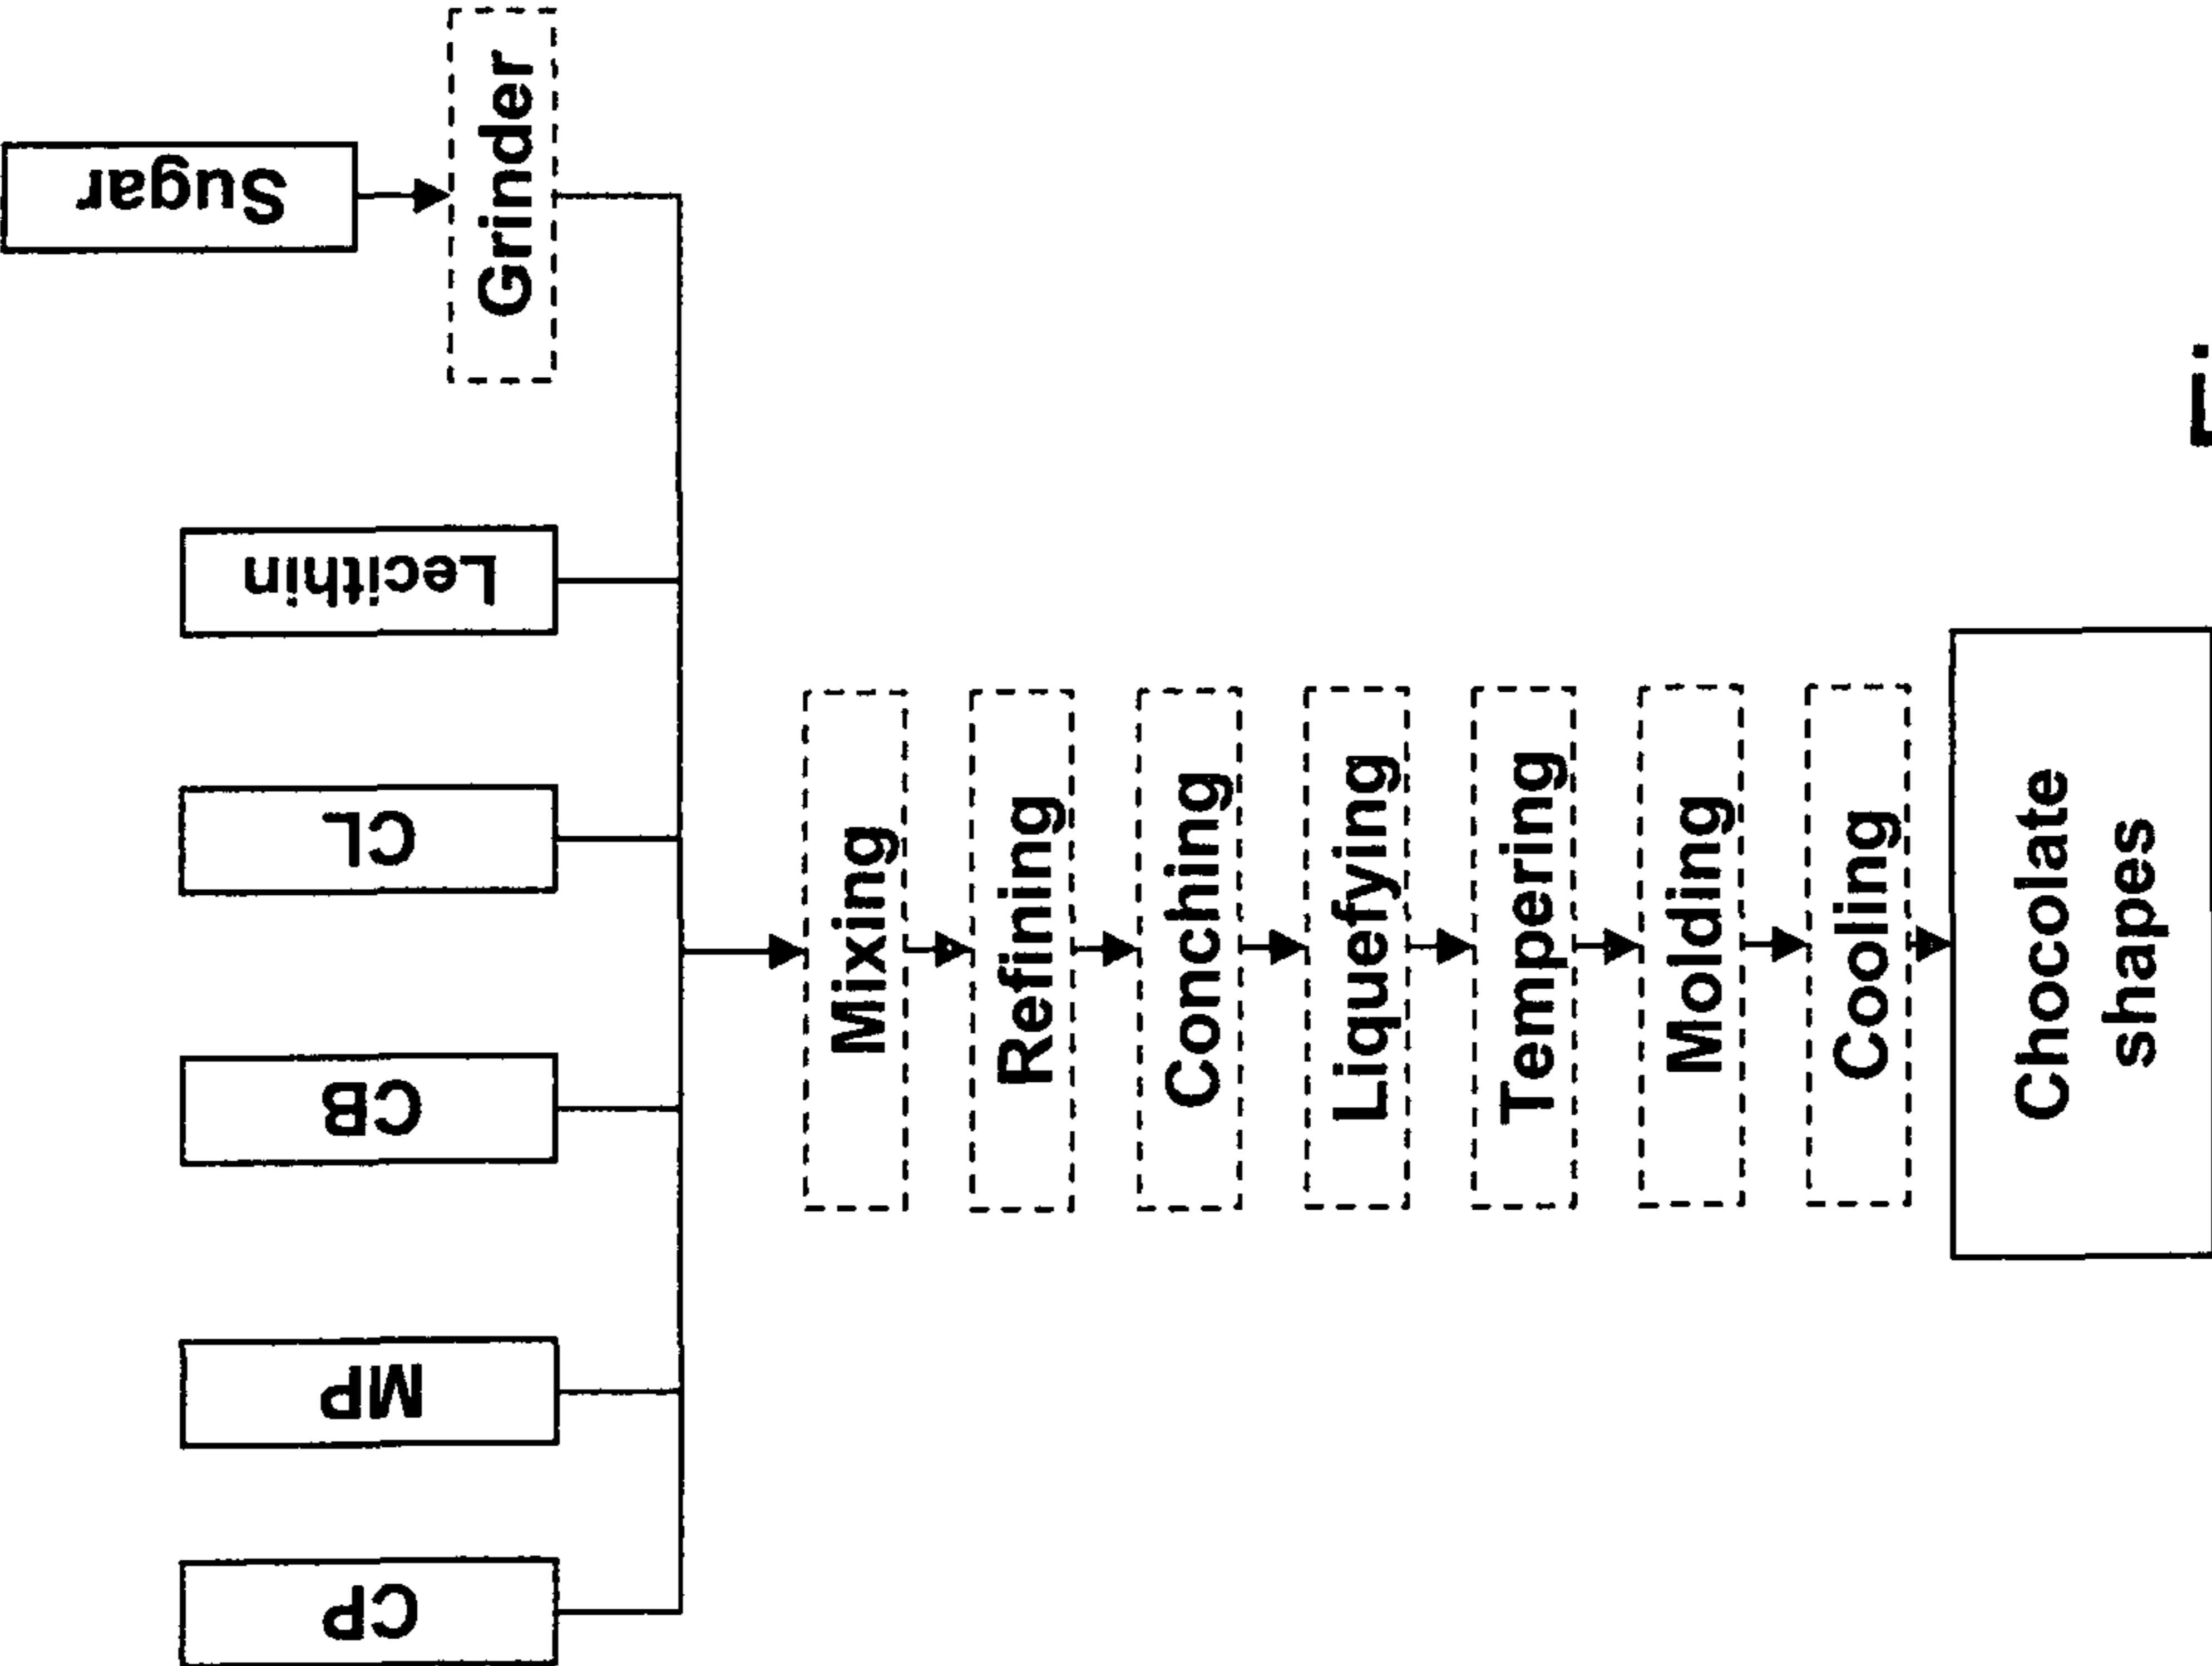 CP
MP
CB
CL
Lecithin
Sugar
Grinder
Mixing
Refining
Conching
Liquefying
Tempering
Molding
Cooling
Chocolate
shapes